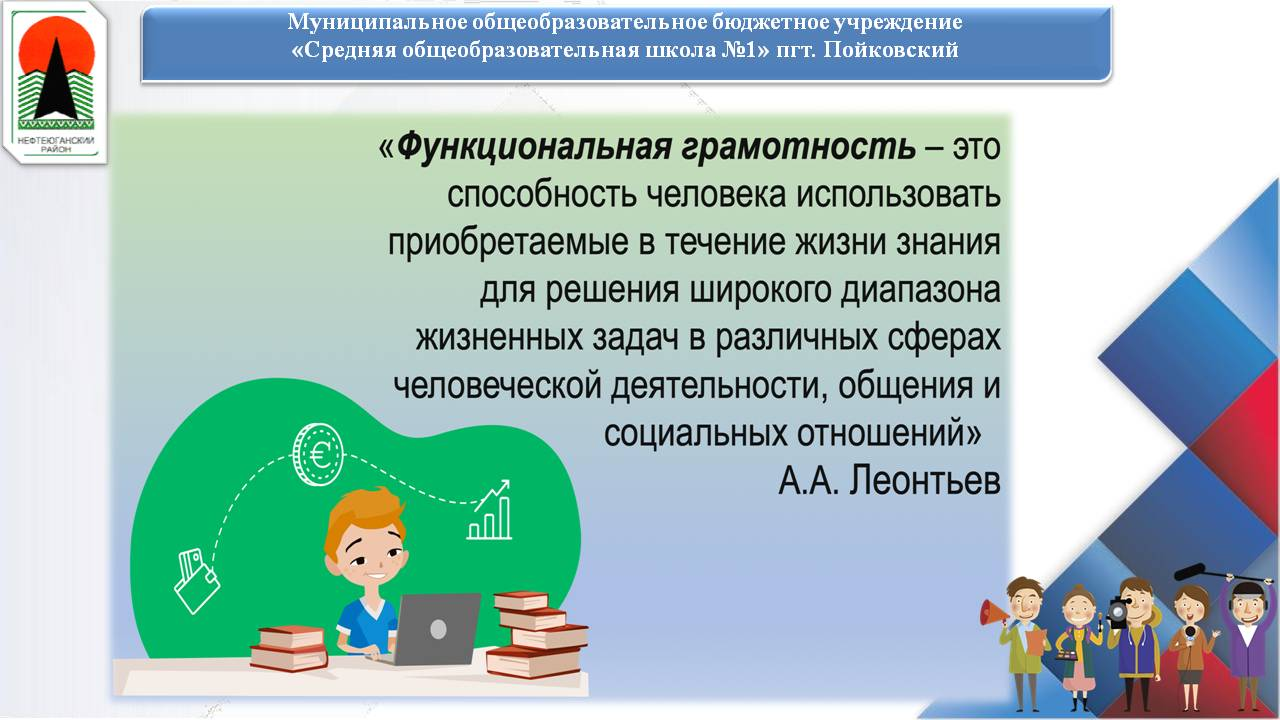 Муниципальное общеобразовательное бюджетное учреждение
«Средняя общеобразовательная школа №1» пгт. Пойковский
НЕФТЕЮГАНСКИЙ
РАЙОН
«Функциональная грамотность – это
способность человека использовать
приобретаемые в течение жизни знания
для решения широкого диапазона
жизненных задач в различных сферах
человеческой деятельности, общения и
социальных отношений»
А.А. Леонтьев
€